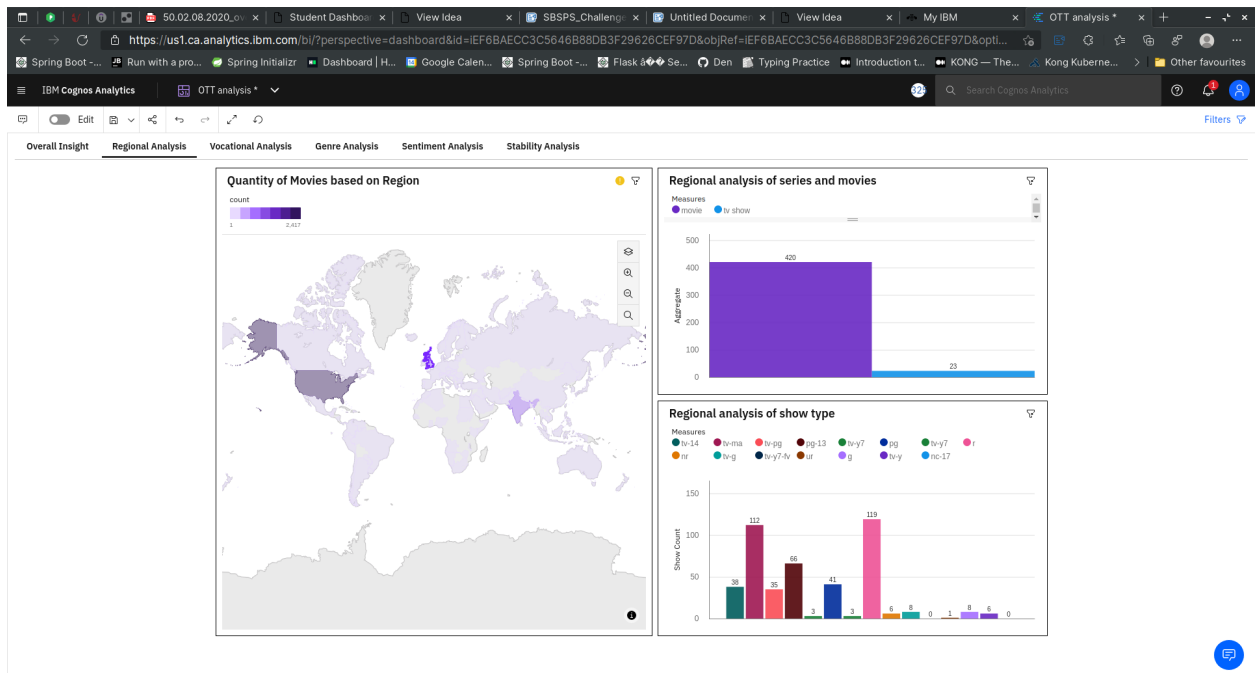 50.02.08.2020_ov
Student Dashboar
View Idea
SBSPS_Challenge
Untitled Documen
View Idea
My IBM
OTT analysis *
https://us1.ca.analytics.ibm.com/bi/?perspective=dashboard&id=iEF6BAECC3C5646B88DB3F29626CEF97D&objRef=iEF6BAECC3C5646B88DB3F29626CEF97D&opti...
Spring Boot -...
Run with a pro...
Spring Initializr
Dashboard | H...
Google Calen...
Spring Boot -...
Flask â�� Se...
Den
Typing Practice
Introduction t...
KONG — The...
Kong Kuberne...
Other favourites
IBM Cognos Analytics
OTT analysis *
325
Search Cognos Analytics
1
Edit
Filters
Overall Insight
Regional Analysis
Vocational Analysis
Genre Analysis
Sentiment Analysis
Stability Analysis
Quantity of Movies based on Region
count
1 2,417
Regional analysis of series and movies
Measures
movie tv show
500
400
300
200
100
0
Aggregate
420
23
Regional analysis of show type
Measures
tv-14 tv-ma tv-pg pg-13 tv-y7 pg tv-y7 r
nr tv-g tv-y7-fv ur g tv-y nc-17
150
100
50
0
Show Count
38 112 35 66 3 41 3 119 6 8 0 1 8 6 0